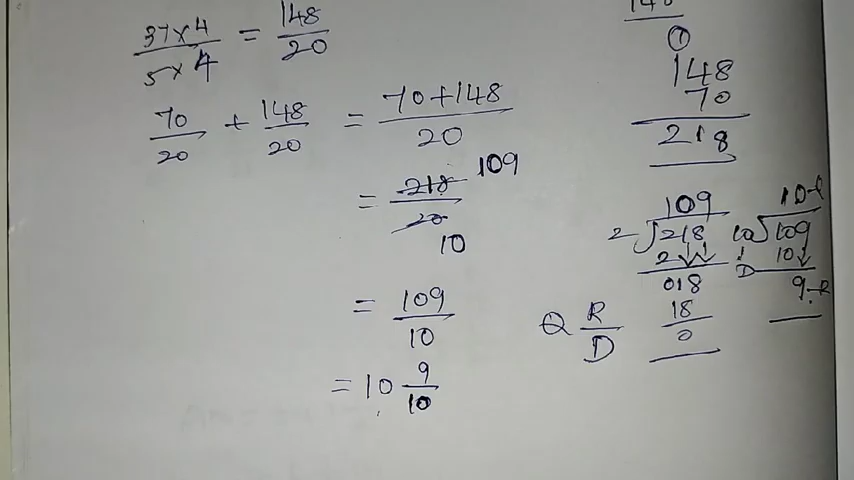 37×4 / 5×4 = 148 / 20
70 / 20 + 148 / 20 = 70+148 / 20
= 218 / 20 109 / 10
= 109 / 10
= 10 9/10
1
148
70
218
109
2 218
2
018
18
0
Q R/D
10
10 109
D 10
9-R